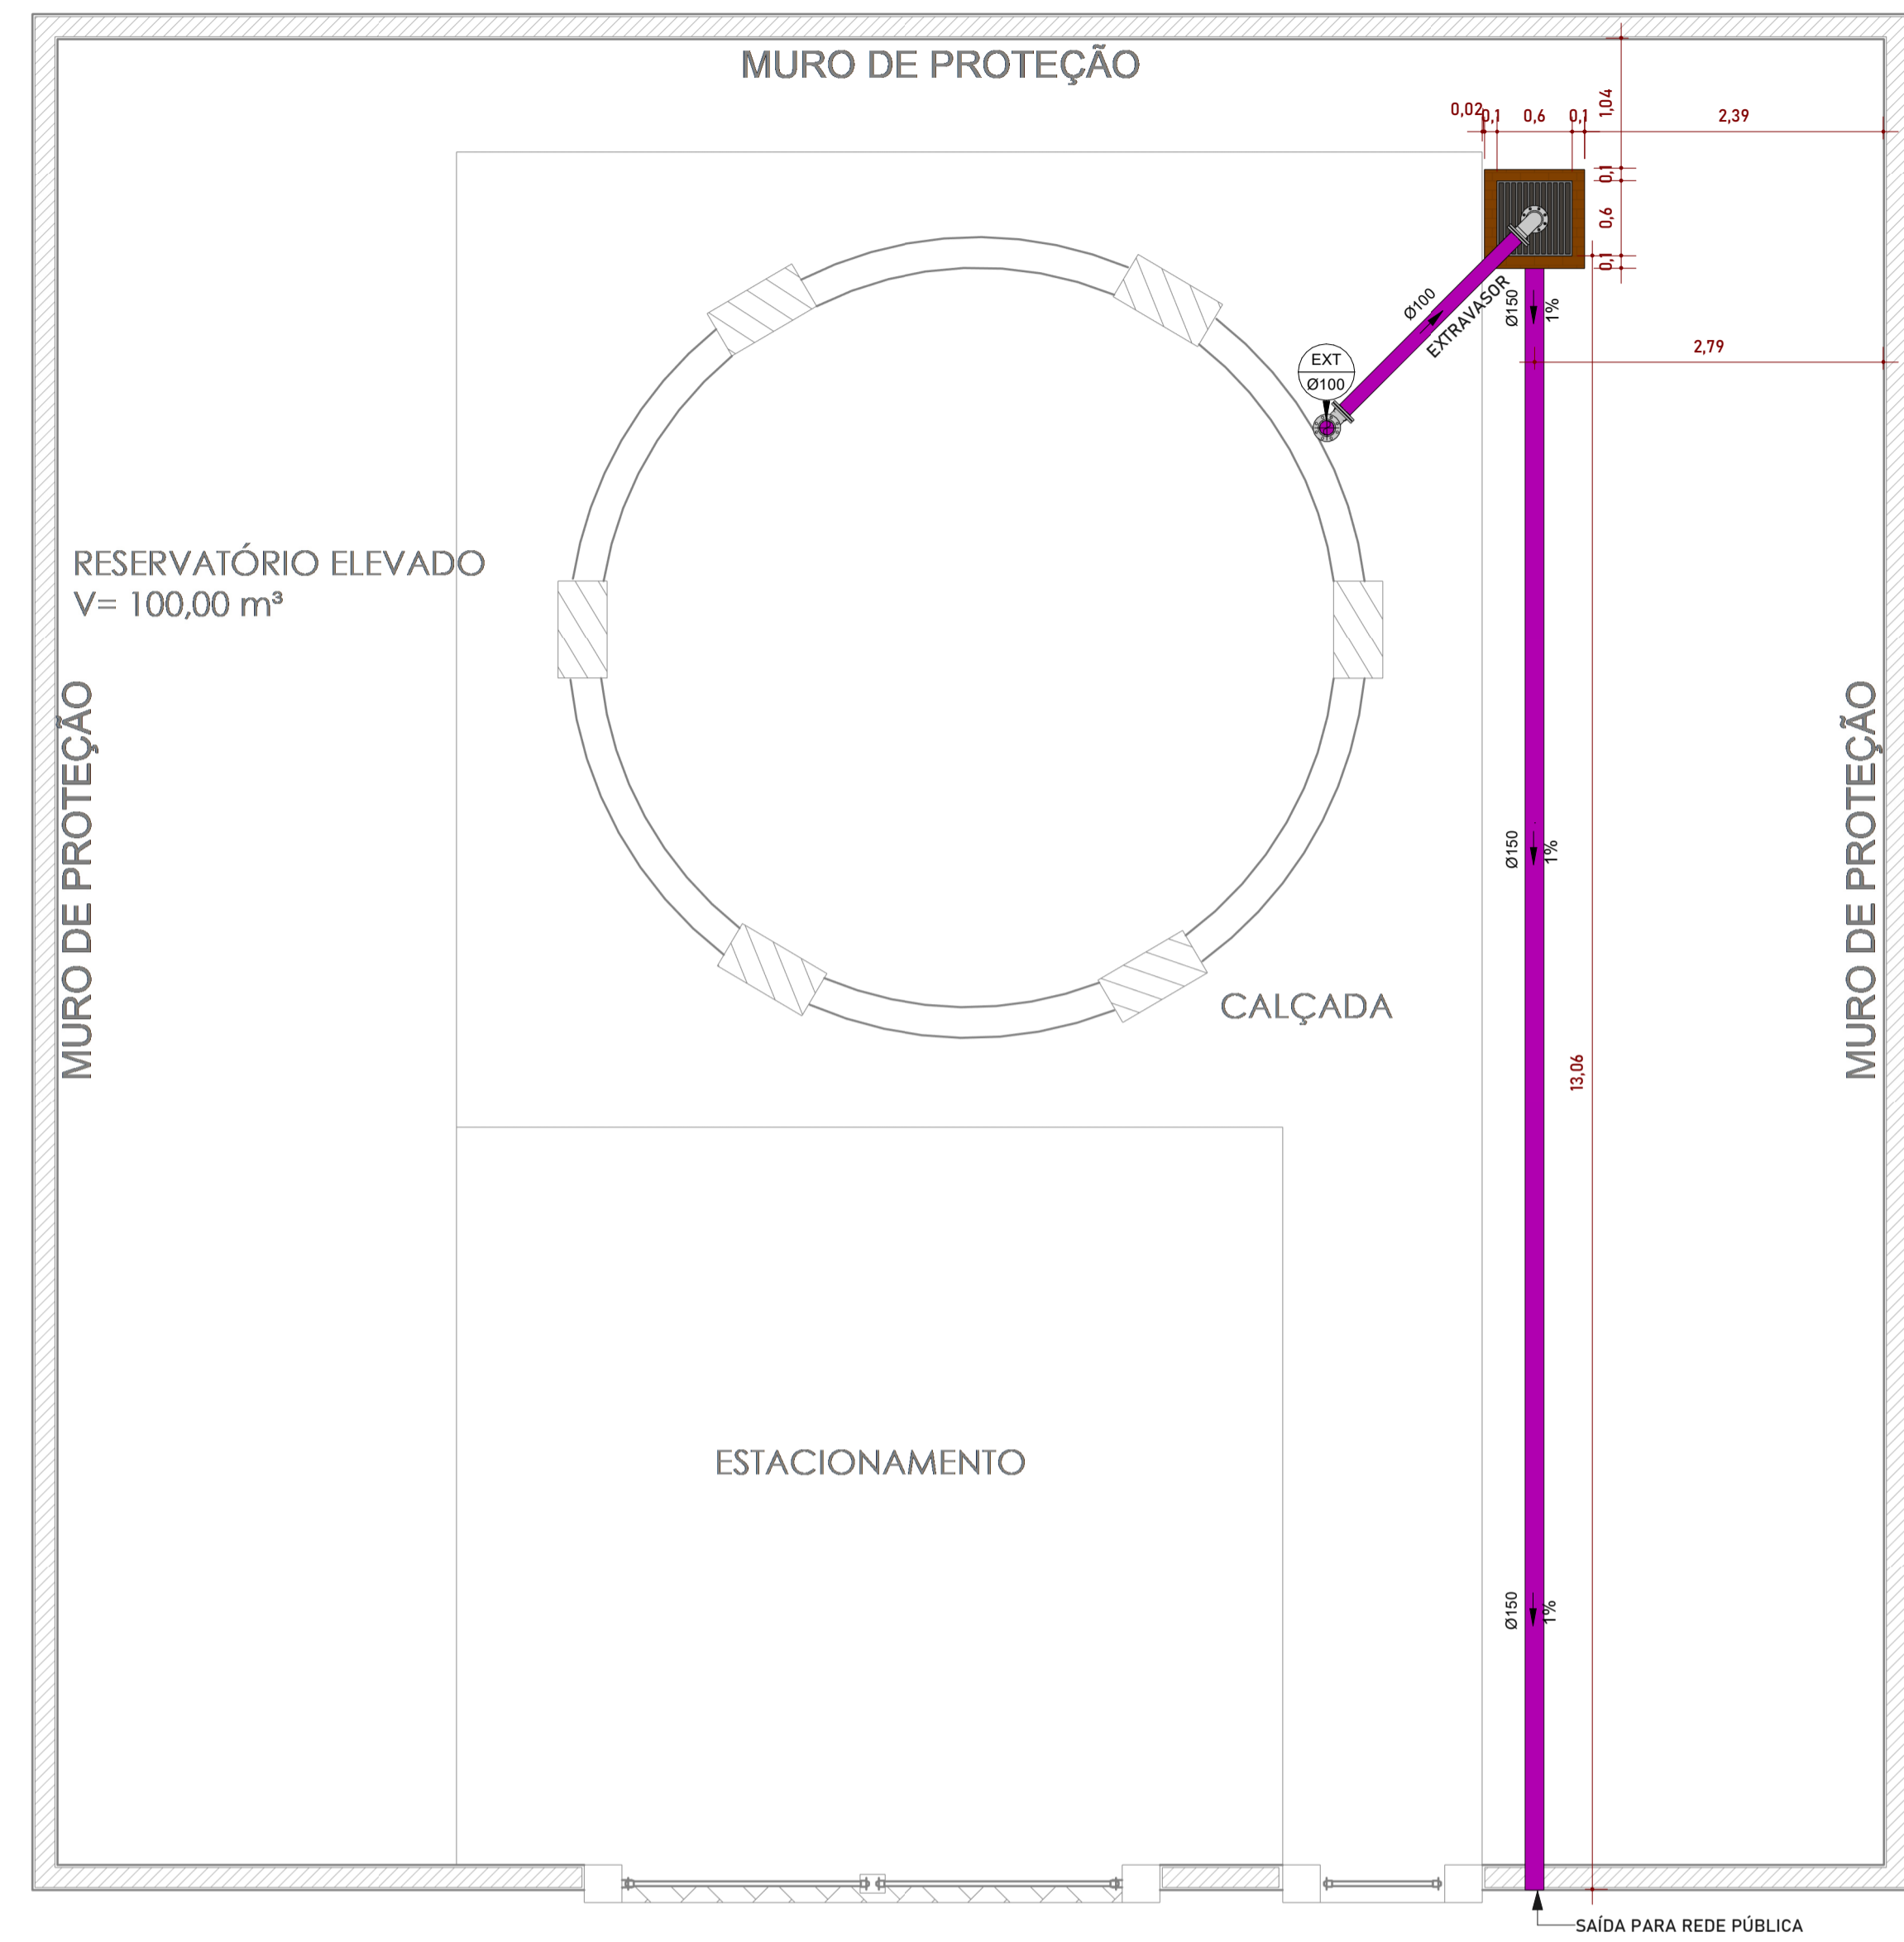 MURO DE PROTEÇÃO
0,02
0,1
0,6
0,1
2,39
1,04
0,1
0,6
0,1
Ø100
EXTRAVASOR
Ø150
1%
2,79
EXT
Ø100
RESERVATÓRIO ELEVADO
V= 100,00 m³
MURO DE PROTEÇÃO
MURO DE PROTEÇÃO
Ø150
1%
CALÇADA
13,06
ESTACIONAMENTO
Ø150
1%
SAÍDA PARA REDE PÚBLICA